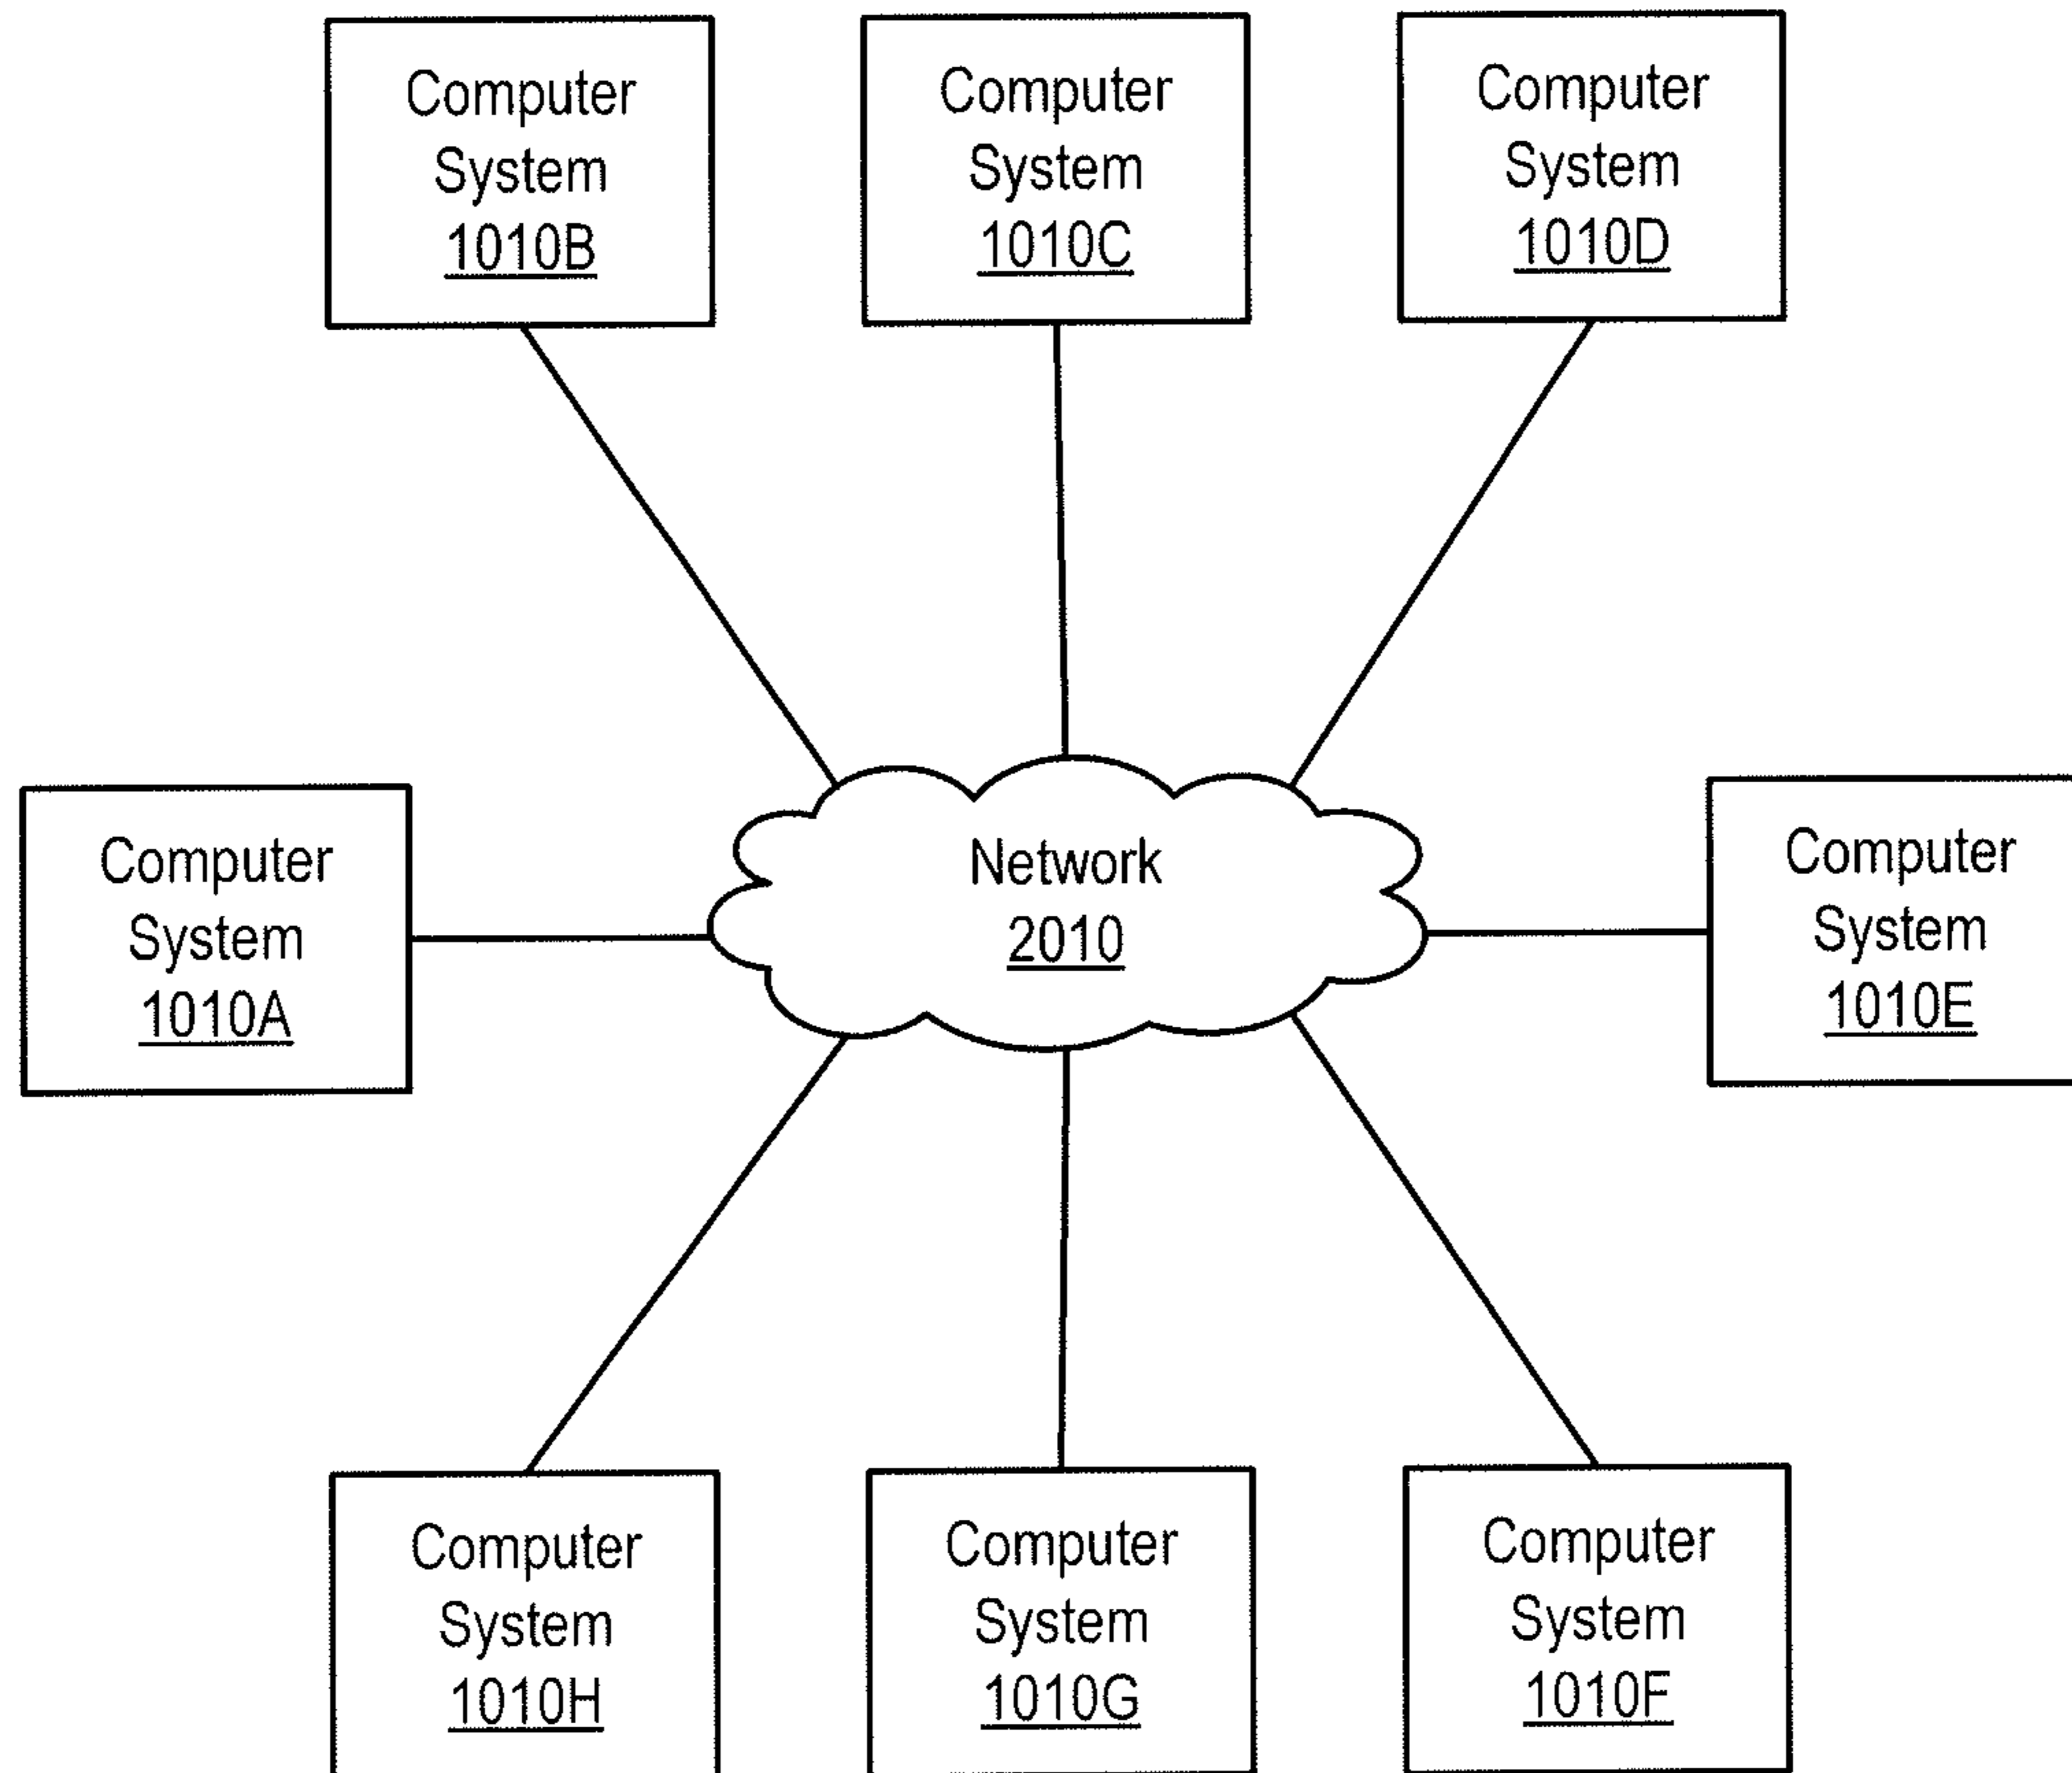 Computer
System
1010B
Computer
System
1010C
Computer
System
1010D
Computer
System
1010A
Network
2010
Computer
System
1010E
Computer
System
1010H
Computer
System
1010G
Computer
System
1010F